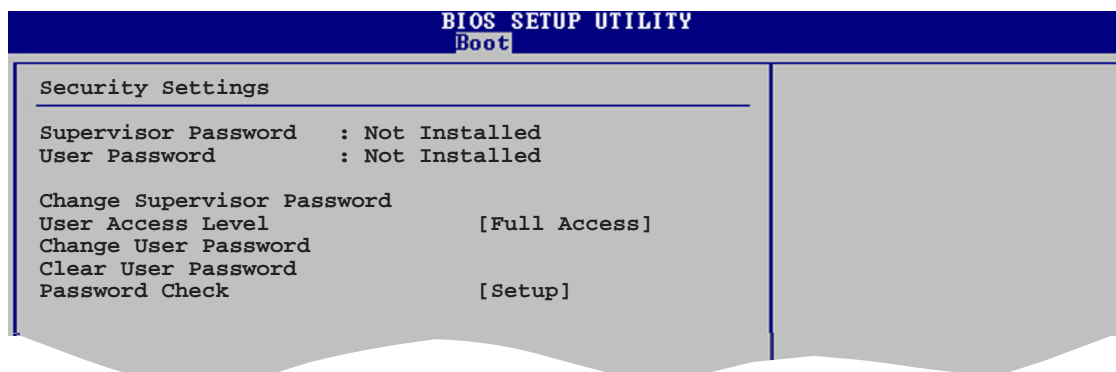 BIOS SETUP UTILITY
Boot
Security Settings
Supervisor Password : Not Installed
User Password : Not Installed
Change Supervisor Password
User Access Level [Full Access]
Change User Password
Clear User Password
Password Check [Setup]